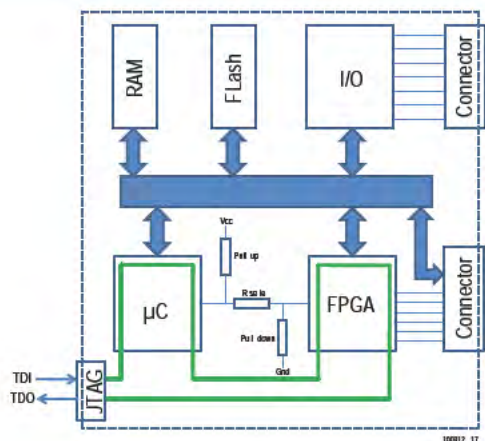 RAM
FLash
I/O
Connector
Vcc
Pull up
µC
FPGA
Pull down
Gnd
Connector
TDI
TDO
JTAG